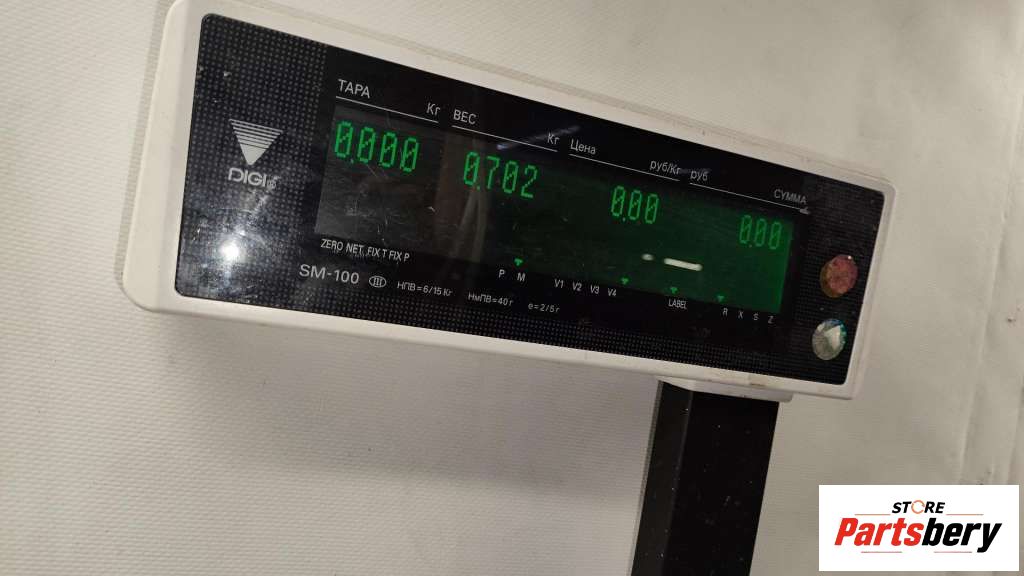 ТАРА Кг ВЕС Кг Цена руб/Кг руб СУММА
0.000 0.702 0.00 0.00
DIGI
ZERO NET FIX T FIX P P M V1 V2 V3 V4 LABEL R X S Z
SM-100 III НПВ=6/15 Кг НмПВ=40 г е=2/5 г
STORE
Partsbery